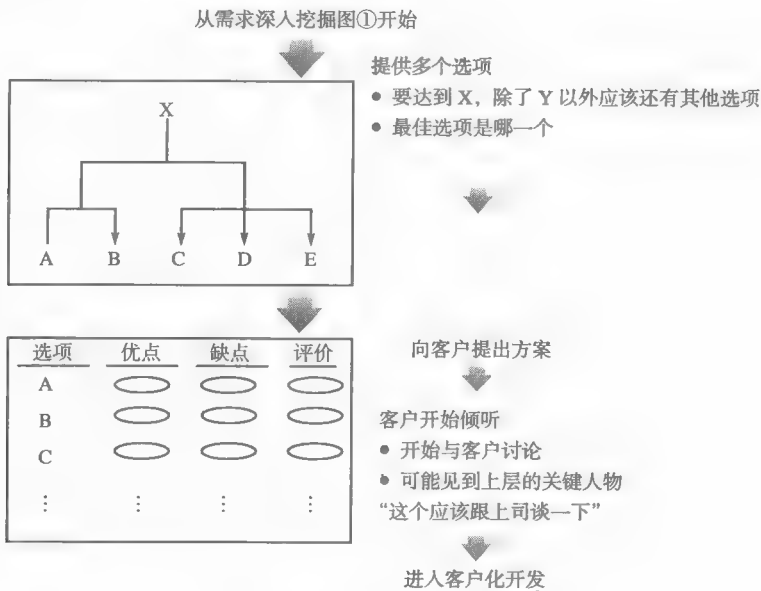 从需求深入挖掘图①开始
提供多个选项
● 要达到 X，除了 Y 以外应该还有其他选项
● 最佳选项是哪一个
X
A B C D E
选项 优点 缺点 评价
A
B
C
⋮ ⋮ ⋮ ⋮
向客户提出方案
客户开始倾听
● 开始与客户讨论
● 可能见到上层的关键人物
“这个应该跟上司谈一下”
进入客户化开发